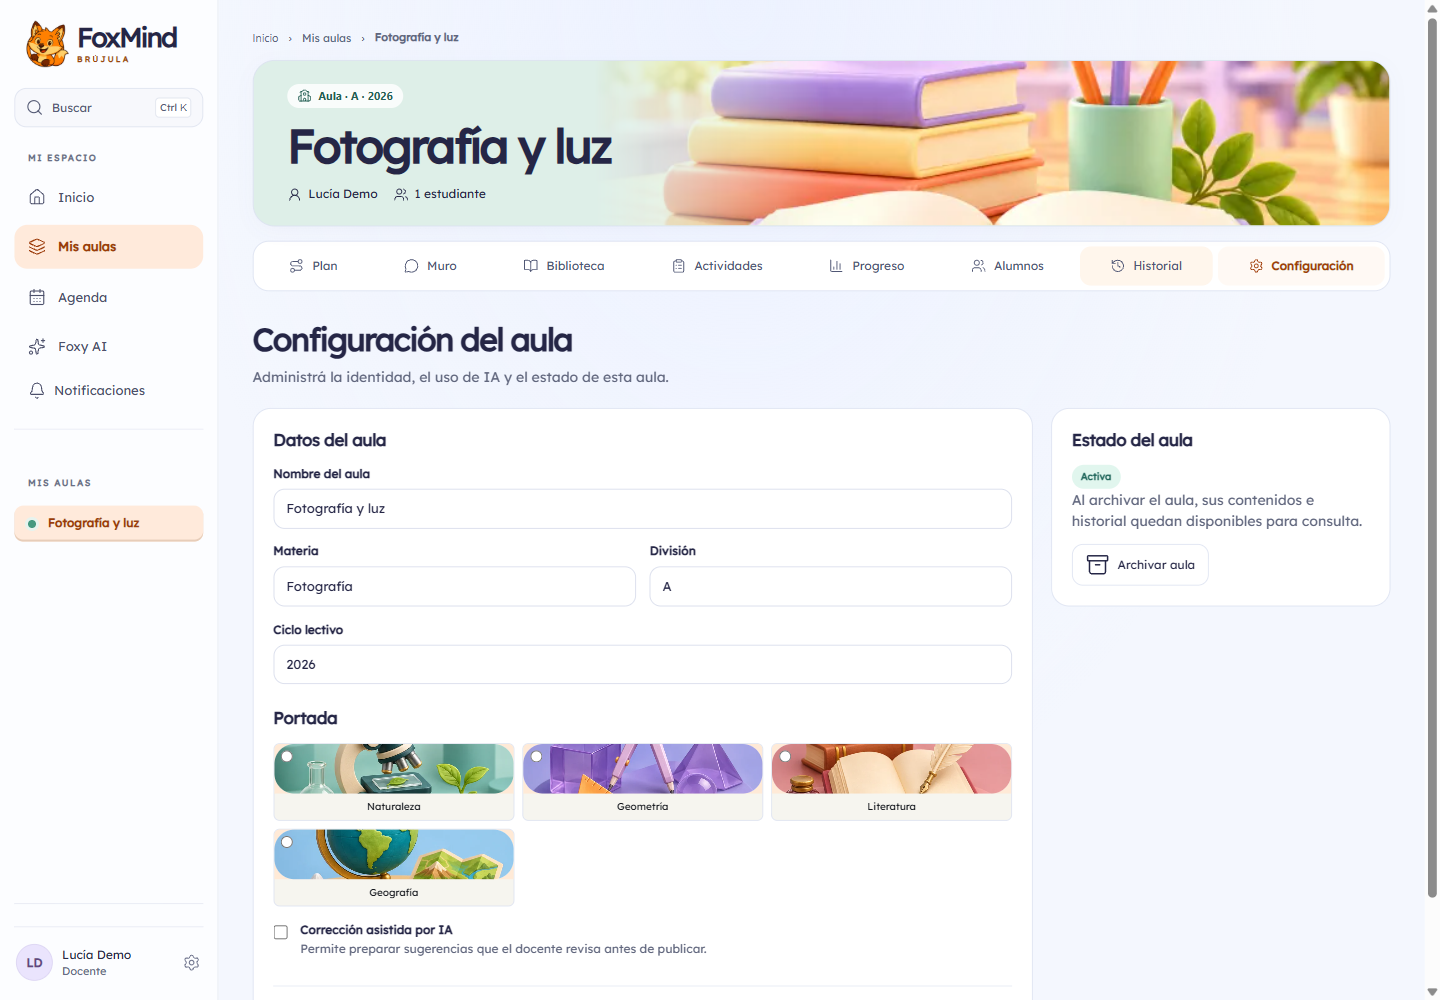 FoxMind
BRÚJULA
Buscar
Ctrl K
MI ESPACIO
Inicio
Mis aulas
Agenda
Foxy AI
Notificaciones
MIS AULAS
Fotografía y luz
LD
Lucía Demo
Docente
Inicio › Mis aulas › Fotografía y luz
Aula · A · 2026
Fotografía y luz
Lucía Demo
1 estudiante
Plan
Muro
Biblioteca
Actividades
Progreso
Alumnos
Historial
Configuración
Configuración del aula
Administrá la identidad, el uso de IA y el estado de esta aula.
Datos del aula
Nombre del aula
Fotografía y luz
Materia
División
Fotografía
A
Ciclo lectivo
2026
Portada
Naturaleza
Geometría
Literatura
Geografía
Corrección asistida por IA
Permite preparar sugerencias que el docente revisa antes de publicar.
Estado del aula
Activa
Al archivar el aula, sus contenidos e
historial quedan disponibles para consulta.
Archivar aula